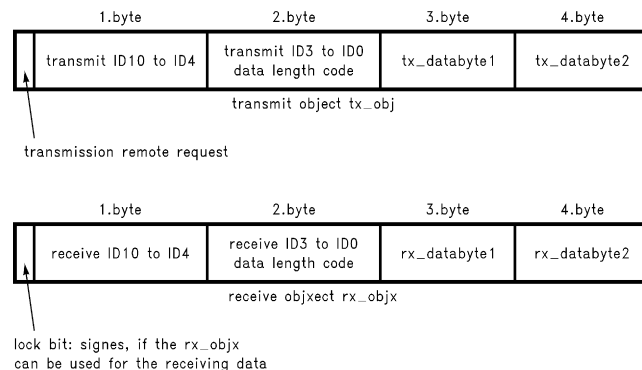 1.byte 2.byte 3.byte 4.byte
transmit ID10 to ID4
transmit ID3 to ID0
data length code
tx_databyte1
tx_databyte2
transmit object tx_obj
transmission remote request
1.byte 2.byte 3.byte 4.byte
receive ID10 to ID4
receive ID3 to ID0
data length code
rx_databyte1
rx_databyte2
receive objxect rx_objx
lock bit: signes, if the rx_objx
can be used for the receiving data